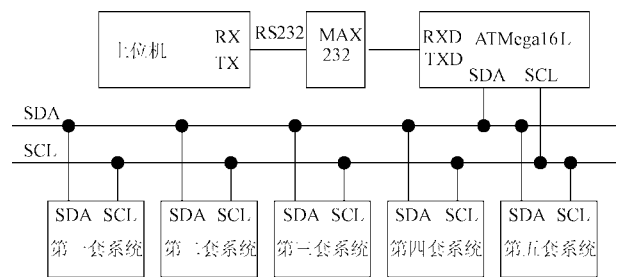 上位机
RX
TX
RS232
MAX
232
RXD
TXD
ATMega16L
SDA
SCL
SDA
SCL
SDA SCL
第一套系统
SDA SCL
第二套系统
SDA SCL
第三套系统
SDA SCL
第四套系统
SDA SCL
第五套系统